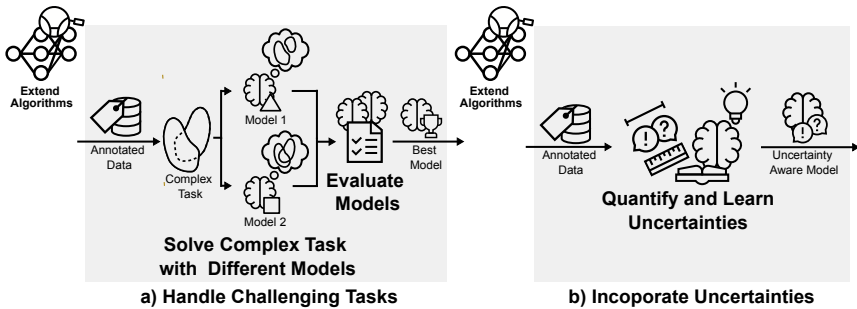 Extend
Algorithms
Annotated
Data
Complex
Task
Model 1
Model 2
Evaluate
Models
Best
Model
Solve Complex Task
with Different Models
a) Handle Challenging Tasks
Extend
Algorithms
Annotated
Data
Quantify and Learn
Uncertainties
Uncertainty
Aware Model
b) Incoporate Uncertainties